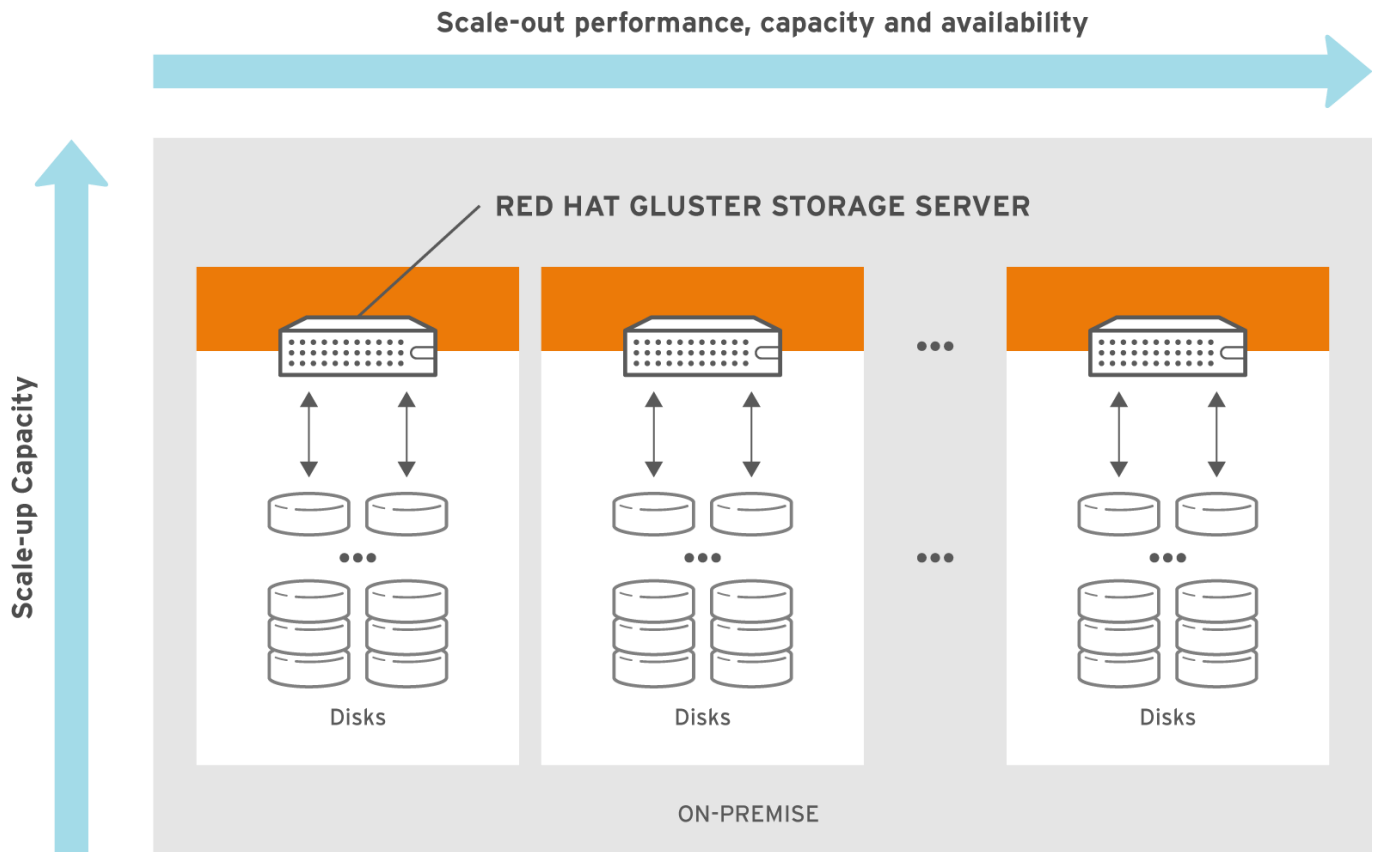 Scale-out performance, capacity and availability
Scale-up Capacity
RED HAT GLUSTER STORAGE SERVER
Disks
Disks
Disks
ON-PREMISE